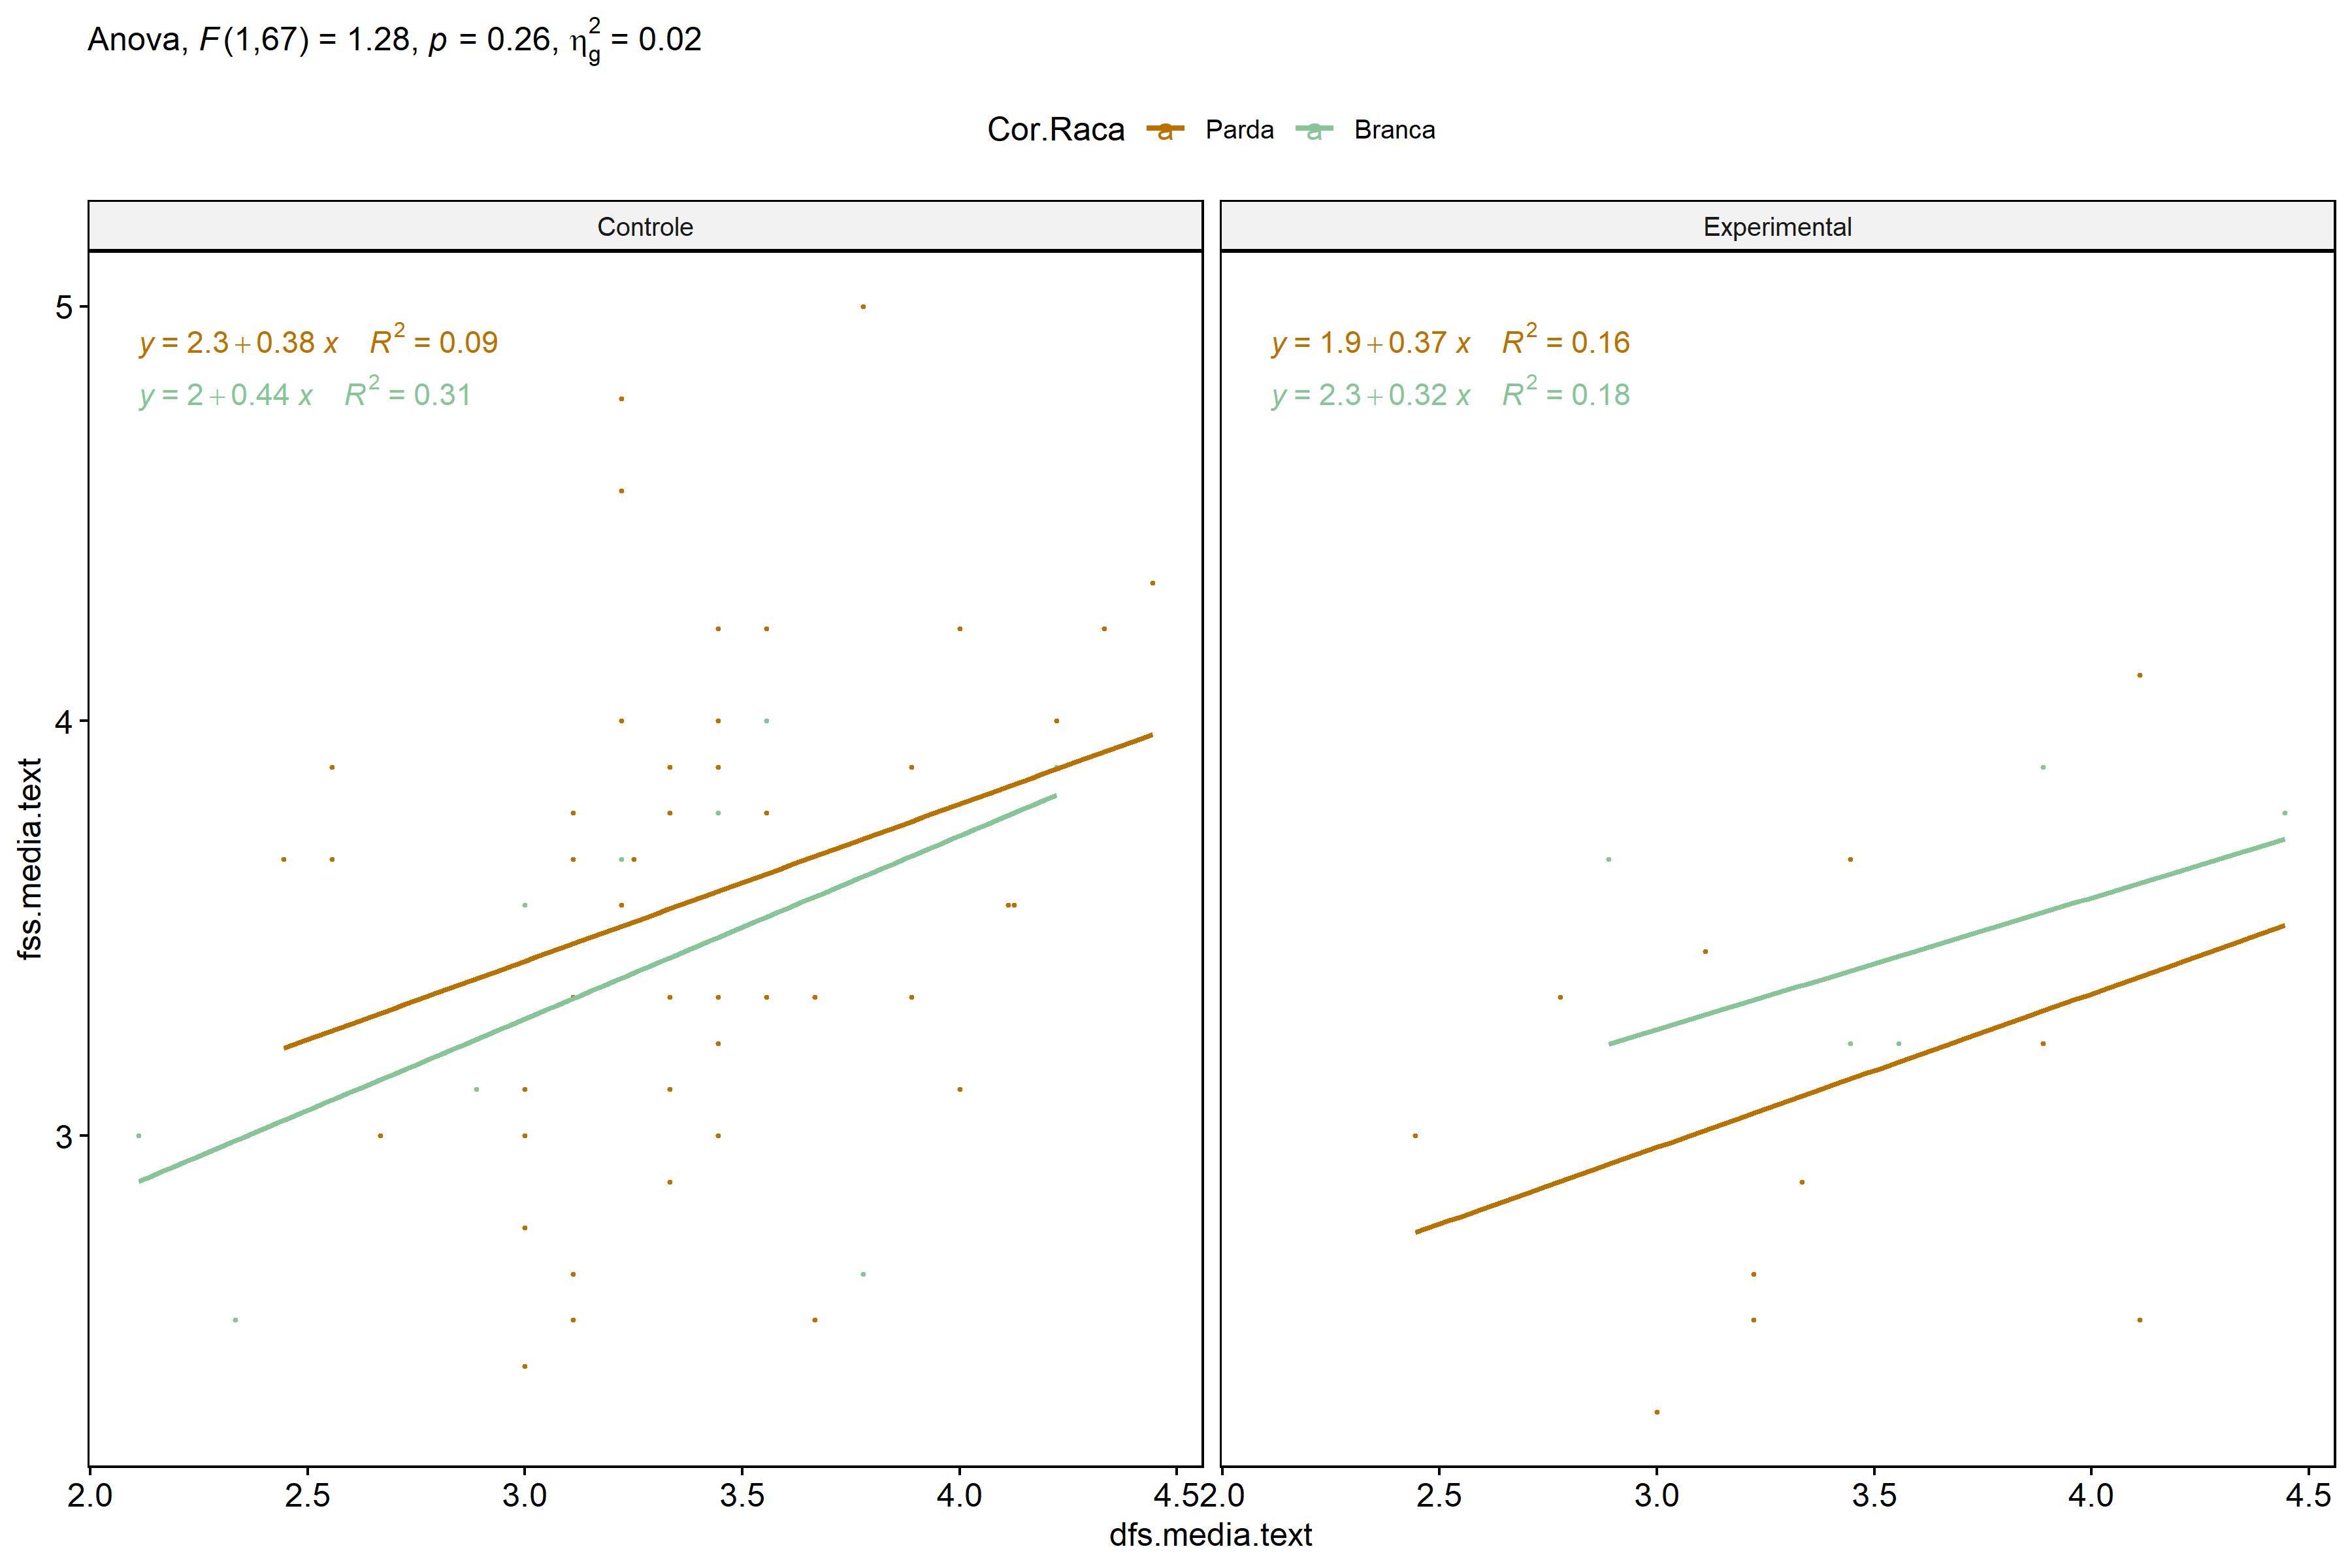 Anova, F(1,67) = 1.28, p = 0.26, η²g = 0.02
Cor.Raca a Parda a Branca
Controle
Experimental
y = 2.3 + 0.38 x R² = 0.09
y = 2 + 0.44 x R² = 0.31
y = 1.9 + 0.37 x R² = 0.16
y = 2.3 + 0.32 x R² = 0.18
5
4
3
fss.media.text
2.0 2.5 3.0 3.5 4.0 4.5
2.0 2.5 3.0 3.5 4.0 4.5
dfs.media.text